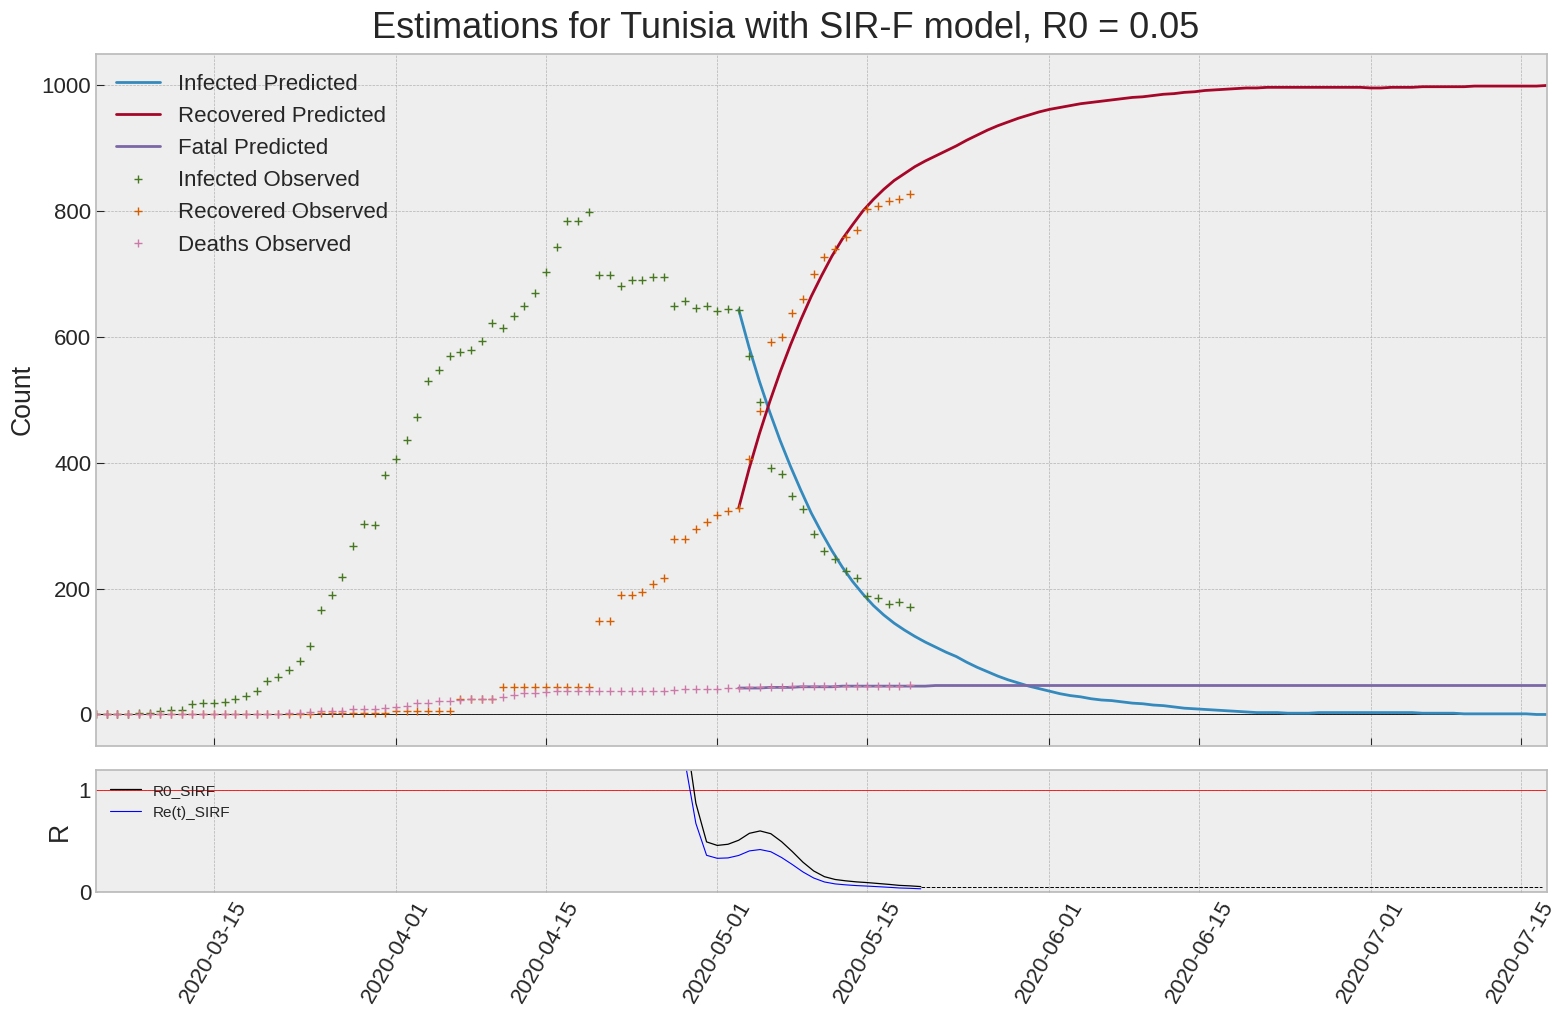 Estimations for Tunisia with SIR-F model, R0 = 0.05
Infected Predicted
Recovered Predicted
Fatal Predicted
Infected Observed
Recovered Observed
Deaths Observed
1000
800
600
400
200
0
Count
R0_SIRF
Re(t)_SIRF
1
0
R
2020-03-15
2020-04-01
2020-04-15
2020-05-01
2020-05-15
2020-06-01
2020-06-15
2020-07-01
2020-07-15